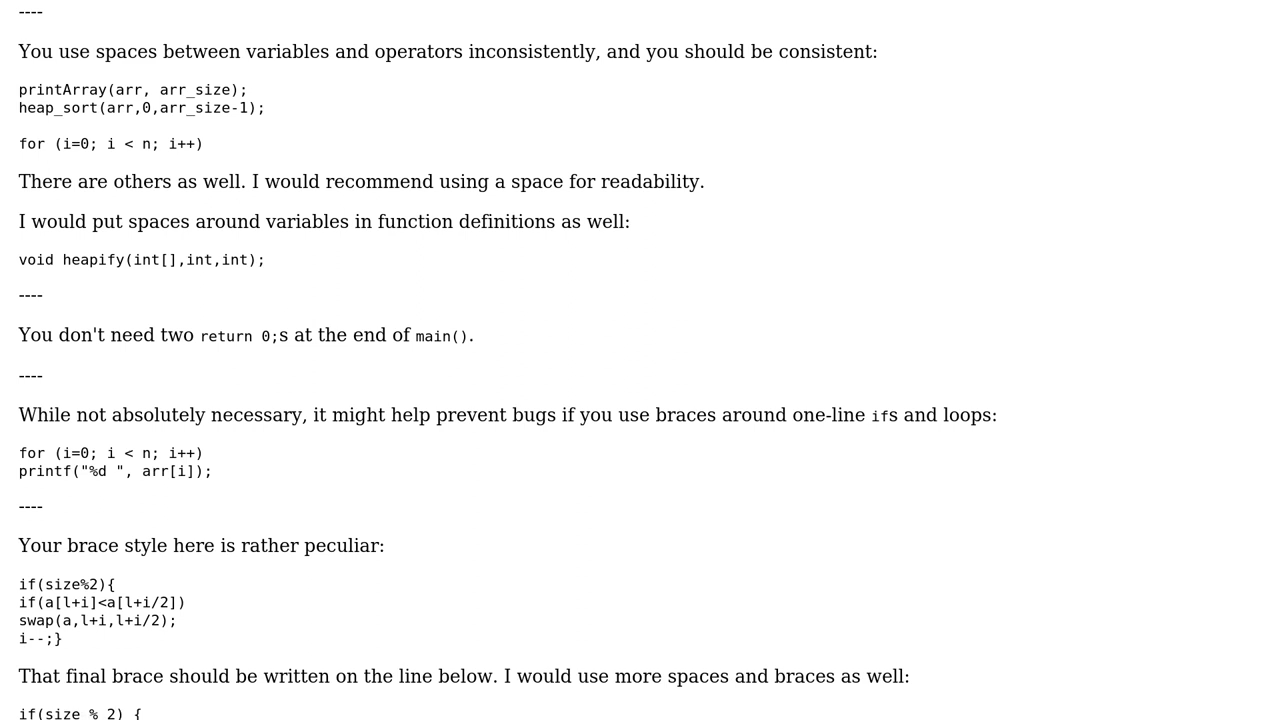 ----
You use spaces between variables and operators inconsistently, and you should be consistent:
printArray(arr, arr_size);
heap_sort(arr,0,arr_size-1);
for (i=0; i < n; i++)
There are others as well. I would recommend using a space for readability.
I would put spaces around variables in function definitions as well:
void heapify(int[],int,int);
----
You don't need two return 0;s at the end of main().
----
While not absolutely necessary, it might help prevent bugs if you use braces around one-line ifs and loops:
for (i=0; i < n; i++)
printf("%d ", arr[i]);
----
Your brace style here is rather peculiar:
if(size%2){
if(a[l+i]<a[l+i/2])
swap(a,l+i,l+i/2);
i--;}
That final brace should be written on the line below. I would use more spaces and braces as well:
if(size % 2) {